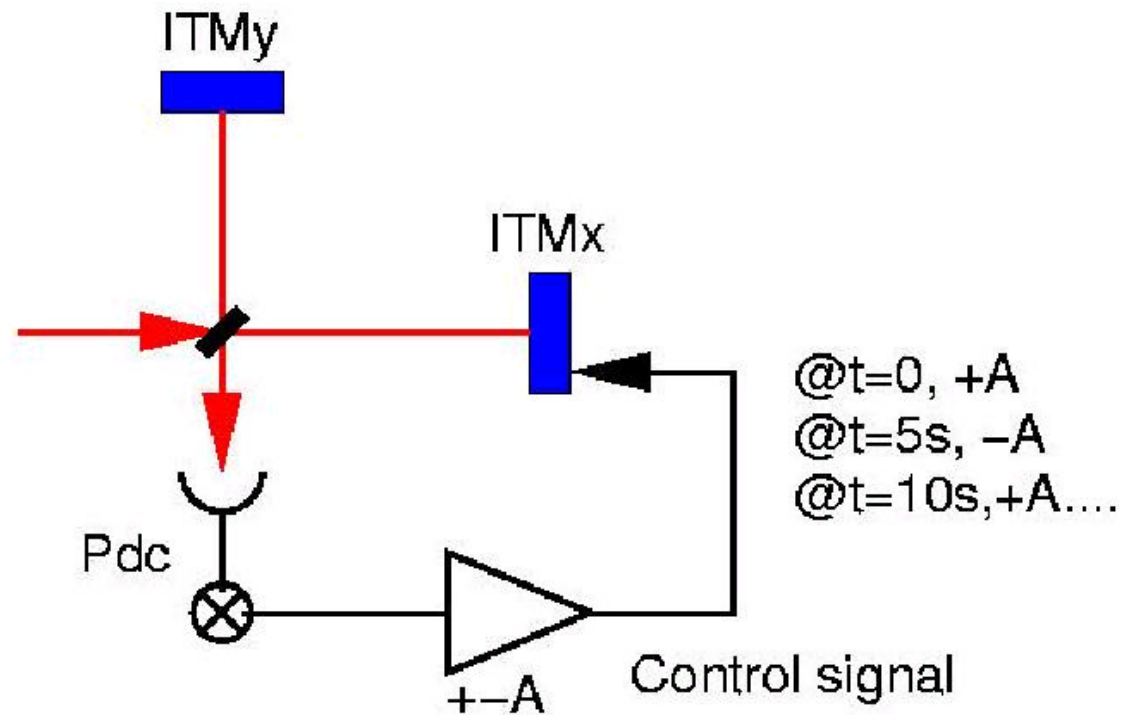 ITMy
ITMx
@t=0, +A
@t=5s, −A
@t=10s,+A....
Pdc
+−A
Control signal